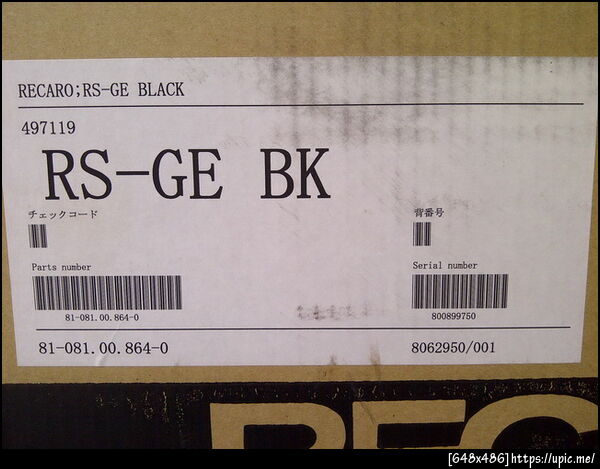 RECARO;RS-GE BLACK
497119
RS-GE BK
チェックコード
背番号
Parts number
Serial number
81-081.00.864-0
800899750
81-081.00.864-0
8062950/001
[648x486]https://upic.me/